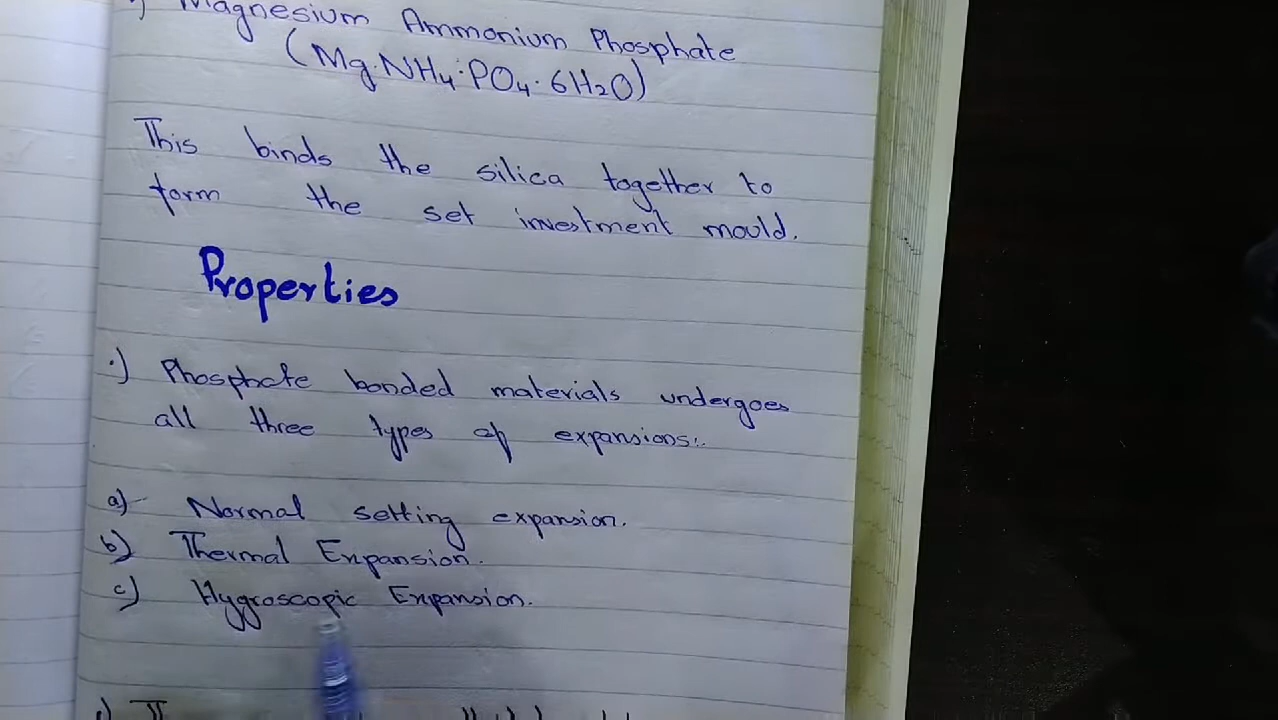 Magnesium Ammonium Phosphate
(Mg.NH4.PO4.6H2O)
This binds the silica together to
form the set investment mould.
Properties
.) Phosphate bonded materials undergoes
all three types of expansions:.
a) Normal setting expansion.
b) Thermal Expansion.
c) Hygroscopic Expansion.